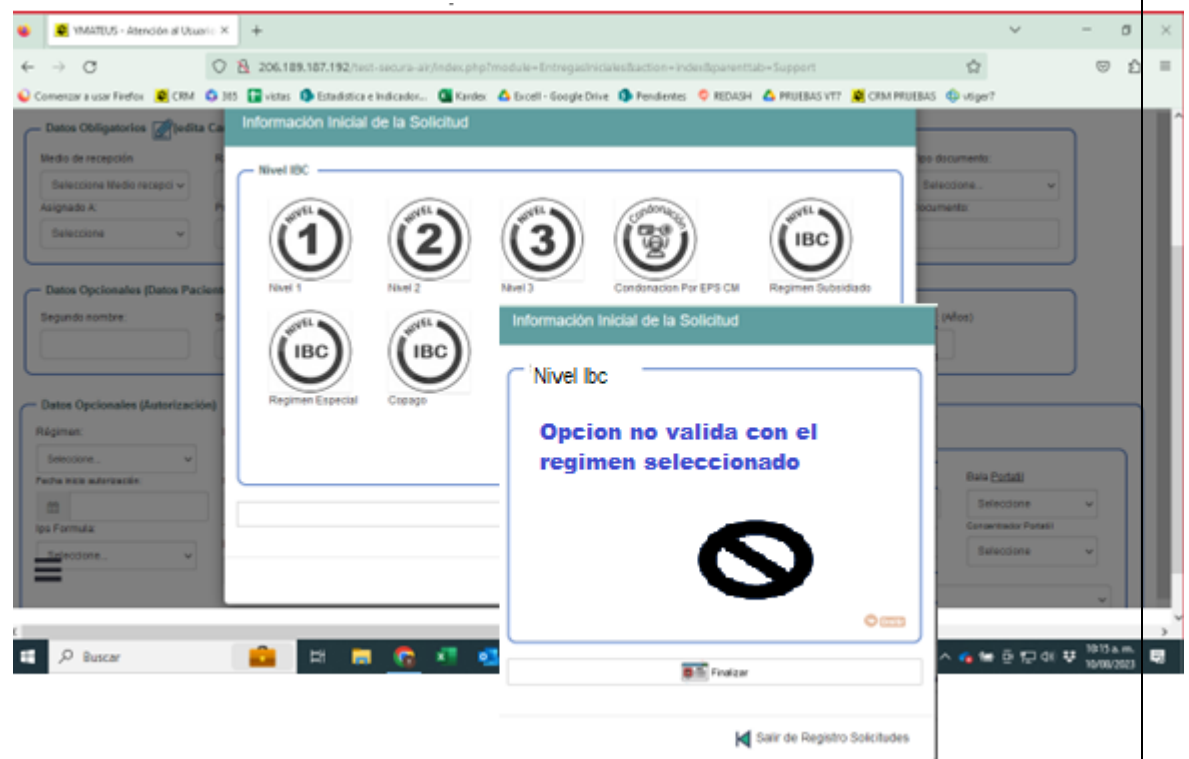 YMATEUS - Atención al Usuario
206.189.187.192/test-secura-air/index.php?module=EntregasIniciales&action=index&parenttab=Support
Comenzar a usar Firefox CRM 365 vistas Estadistica e Indicador... Kardex Excell - Google Drive Pendientes REDASH PRUEBAS VT7 CRM PRUEBAS vtiger7
Datos Obligatorios (edita
Información Inicial de la Solicitud
Medio de recepción
documento:
Seleccione Medio recepci
Seleccione...
Asignado A:
Seleccione
Nivel IBC
NIVEL 1
NIVEL 2
NIVEL 3
Condonación
NIVEL IBC
Nivel 1
Nivel 2
Nivel 3
Condonacion Por EPS CM
Regimen Subsidiado
Datos Opcionales (Datos
Segundo nombre:
(Años)
NIVEL IBC
NIVEL IBC
Regimen Especial
Copago
Datos Opcionales (Autorización)
Régimen:
Seleccione...
Fecha inicio autorización:
Ips Formula:
Seleccione...
Bala Portatil
Seleccione
Concentrador Portatil
Seleccione
Información Inicial de la Solicitud
Nivel Ibc
Opcion no valida con el
regimen seleccionado
Finalizar
Salir de Registro Solicitudes
Buscar
10:15 a. m.
10/08/2023